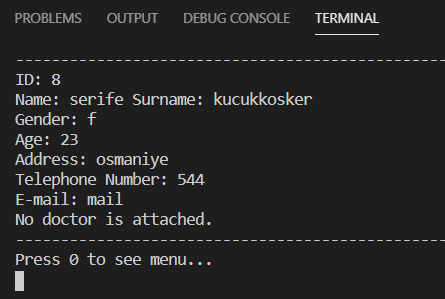 PROBLEMS OUTPUT DEBUG CONSOLE TERMINAL
------------------------------------------------
ID: 8
Name: serife Surname: kucukkosker
Gender: f
Age: 23
Address: osmaniye
Telephone Number: 544
E-mail: mail
No doctor is attached.
------------------------------------------------
Press 0 to see menu...